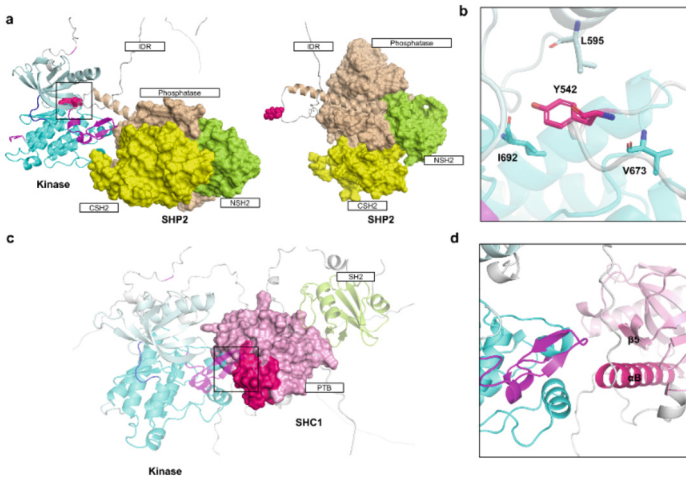 a
IDR
Phosphatase
Kinase
CSH2
NSH2
SHP2
IDR
Phosphatase
NSH2
CSH2
SHP2
b
L595
Y542
I692
V673
c
SH2
PTB
SHC1
Kinase
d
β5
αB